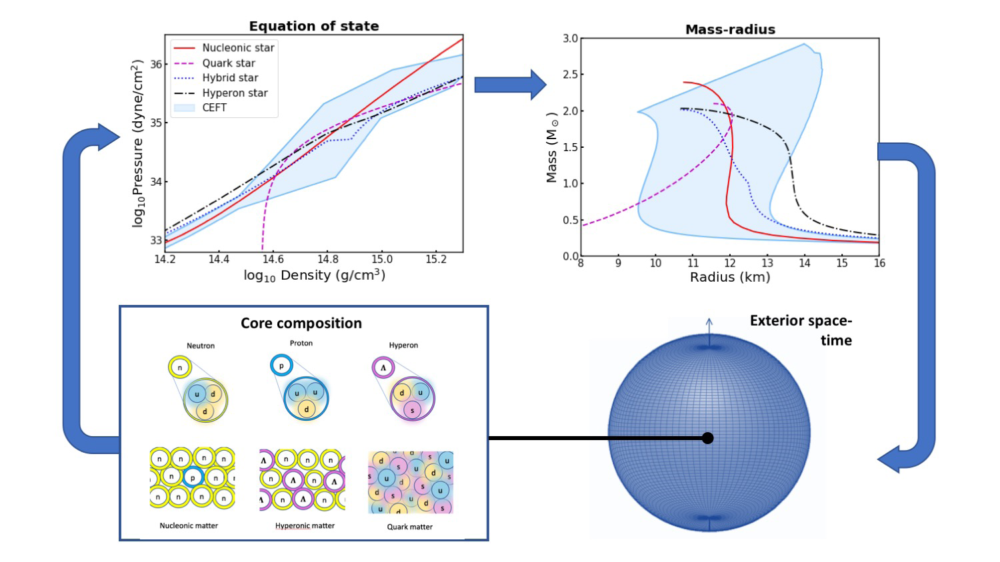 Equation of state
Nucleonic star
Quark star
Hybrid star
Hyperon star
CEFT
36
35
34
33
log₁₀Pressure (dyne/cm²)
14.2 14.4 14.6 14.8 15.0 15.2
log₁₀ Density (g/cm³)
Mass-radius
3.0
2.5
2.0
1.5
1.0
0.5
0.0
Mass (M⊙)
8 9 10 11 12 13 14 15 16
Radius (km)
Core composition
Neutron
Proton
Hyperon
n
p
Λ
u d
d
u u
d
d u
s
n n n n
n p n n
n n n n
Nucleonic matter
Λ n n n
n Λ n Λ
Λ n Λ n
Hyperonic matter
d u s
d s u
s u d d s
d s s u
u d
u d s
Quark matter
Exterior space-
time